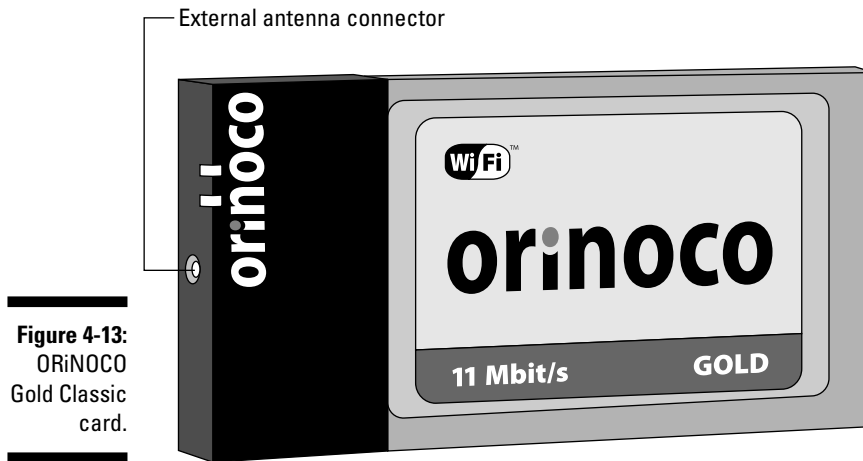 External antenna connector
orinoco
WiFi™
orinoco
11 Mbit/s GOLD
Figure 4-13:
ORiNOCO
Gold Classic
card.